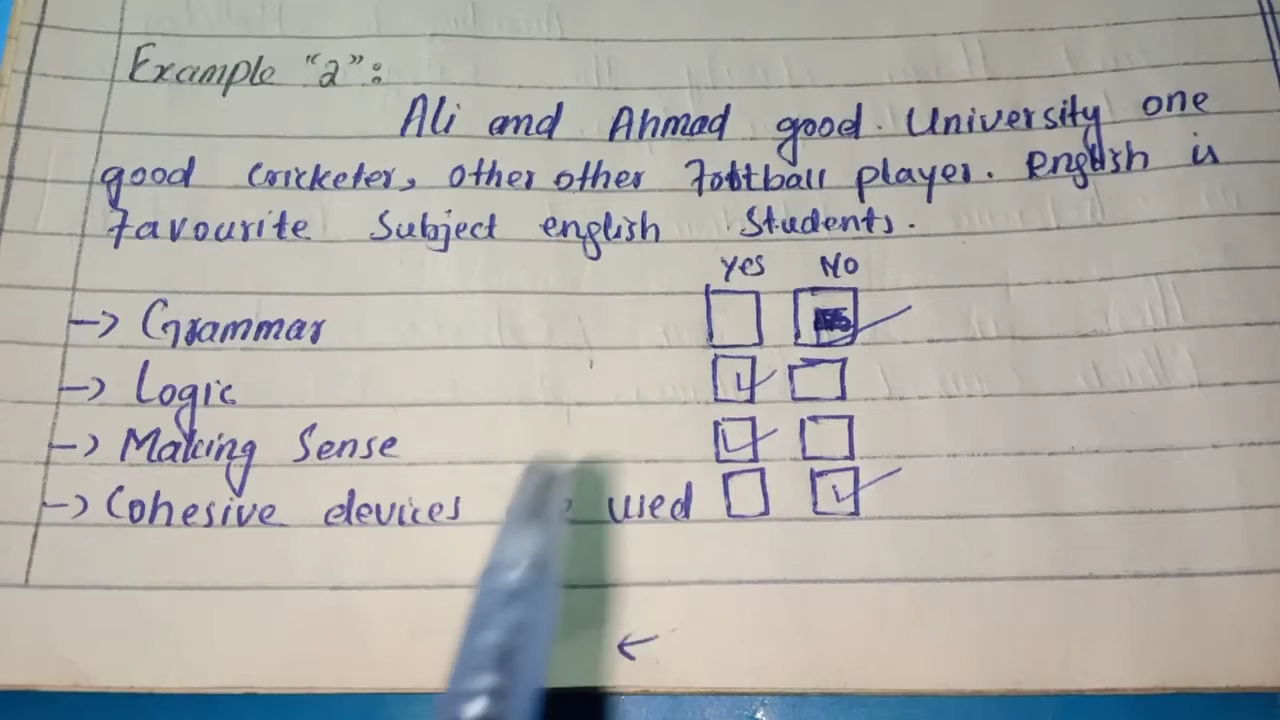 Example "2":
Ali and Ahmad good. University one
good cricketer, other other football player. English is
favourite subject english students.
Yes No
→ Grammar
→ Logic
→ Making Sense
→ Cohesive devices used
←